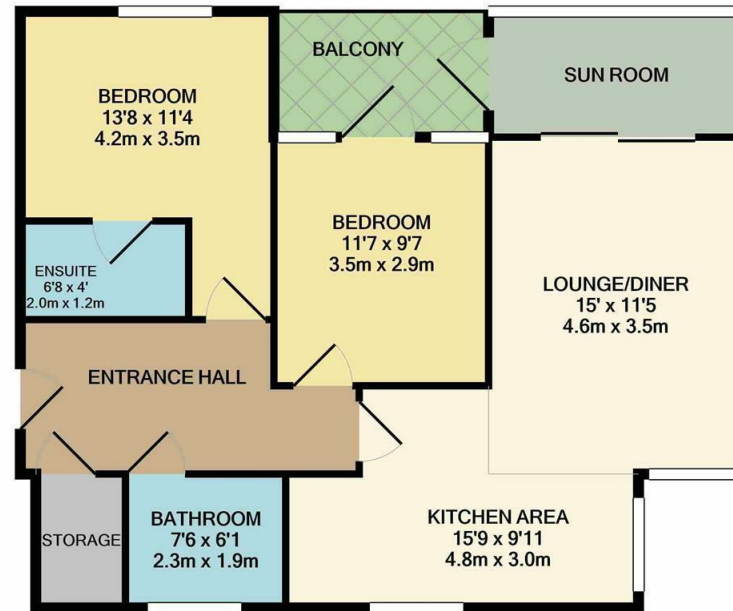 BALCONY
SUN ROOM
BEDROOM
13'8 x 11'4
4.2m x 3.5m
BEDROOM
11'7 x 9'7
3.5m x 2.9m
ENSUITE
6'8 x 4'
2.0m x 1.2m
LOUNGE/DINER
15' x 11'5
4.6m x 3.5m
ENTRANCE HALL
STORAGE
BATHROOM
7'6 x 6'1
2.3m x 1.9m
KITCHEN AREA
15'9 x 9'11
4.8m x 3.0m